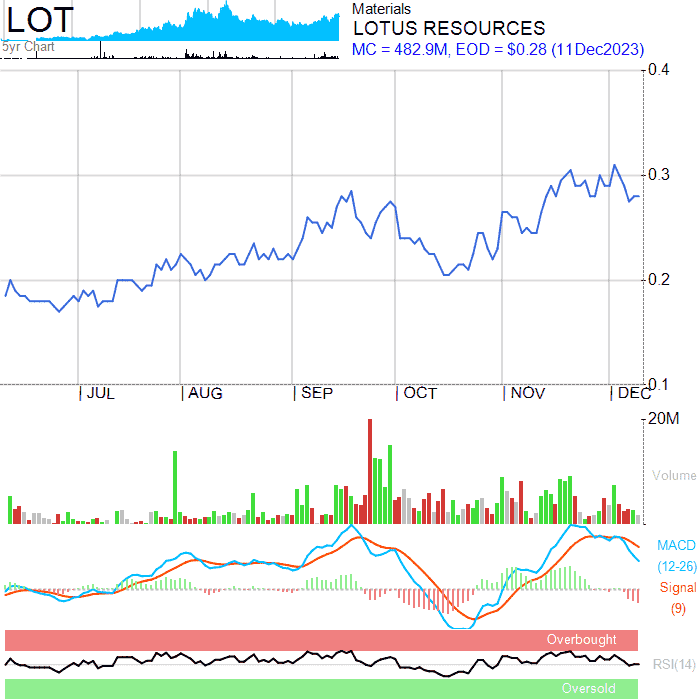 LOT
5yr Chart
Materials
LOTUS RESOURCES
MC = 482.9M, EOD = $0.28 (11Dec2023)
0.4
0.3
0.2
0.1
| JUL | AUG | SEP | OCT | NOV | DEC
20M
Volume
MACD
(12-26)
Signal
(9)
Overbought
RSI(14)
Oversold